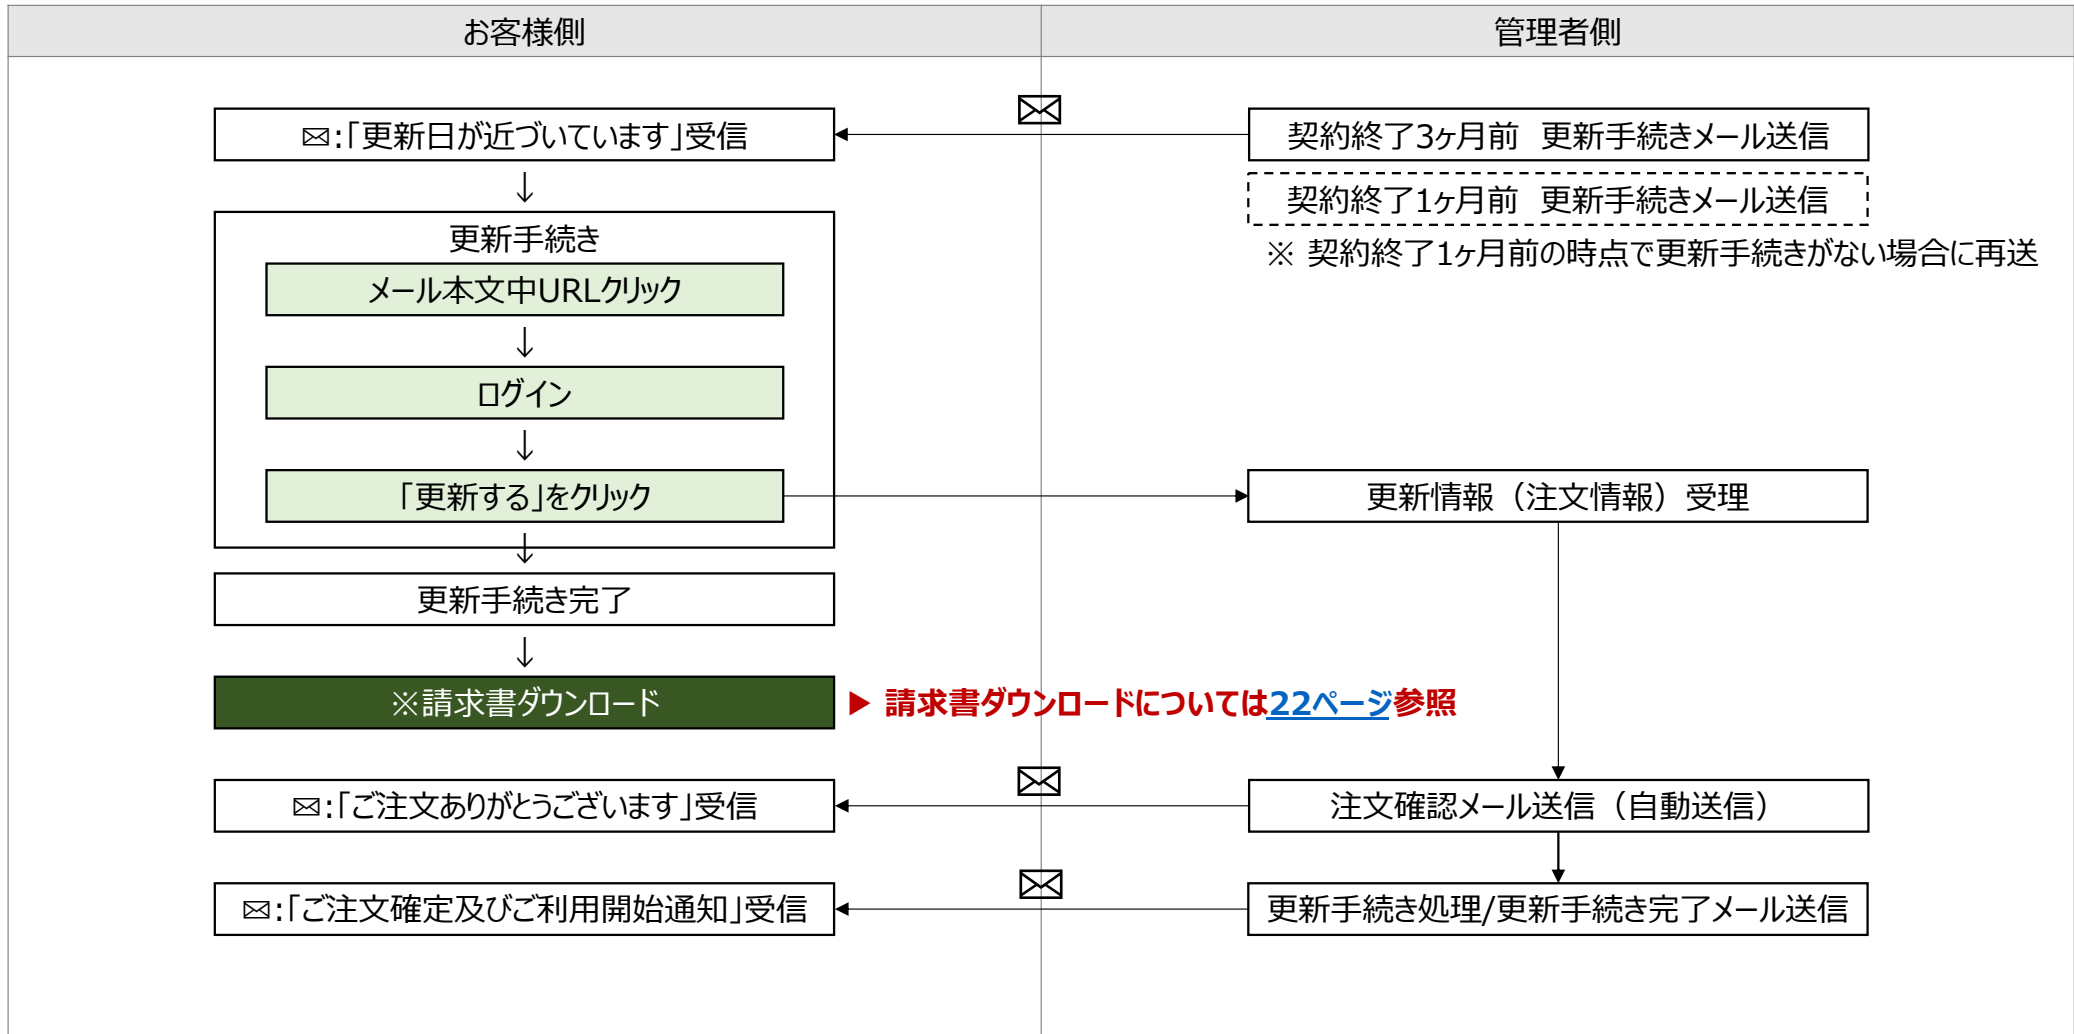 お客様側
管理者側
✉:「更新日が近づいています」受信
契約終了3ヶ月前 更新手続きメール送信
↓
契約終了1ヶ月前 更新手続きメール送信
※ 契約終了1ヶ月前の時点で更新手続きがない場合に再送
更新手続き
メール本文中URLクリック
↓
ログイン
↓
「更新する」をクリック
更新情報（注文情報）受理
↓
更新手続き完了
↓
※請求書ダウンロード
▶ 請求書ダウンロードについては22ページ参照
✉:「ご注文ありがとうございます」受信
注文確認メール送信（自動送信）
✉:「ご注文確定及びご利用開始通知」受信
更新手続き処理/更新手続き完了メール送信